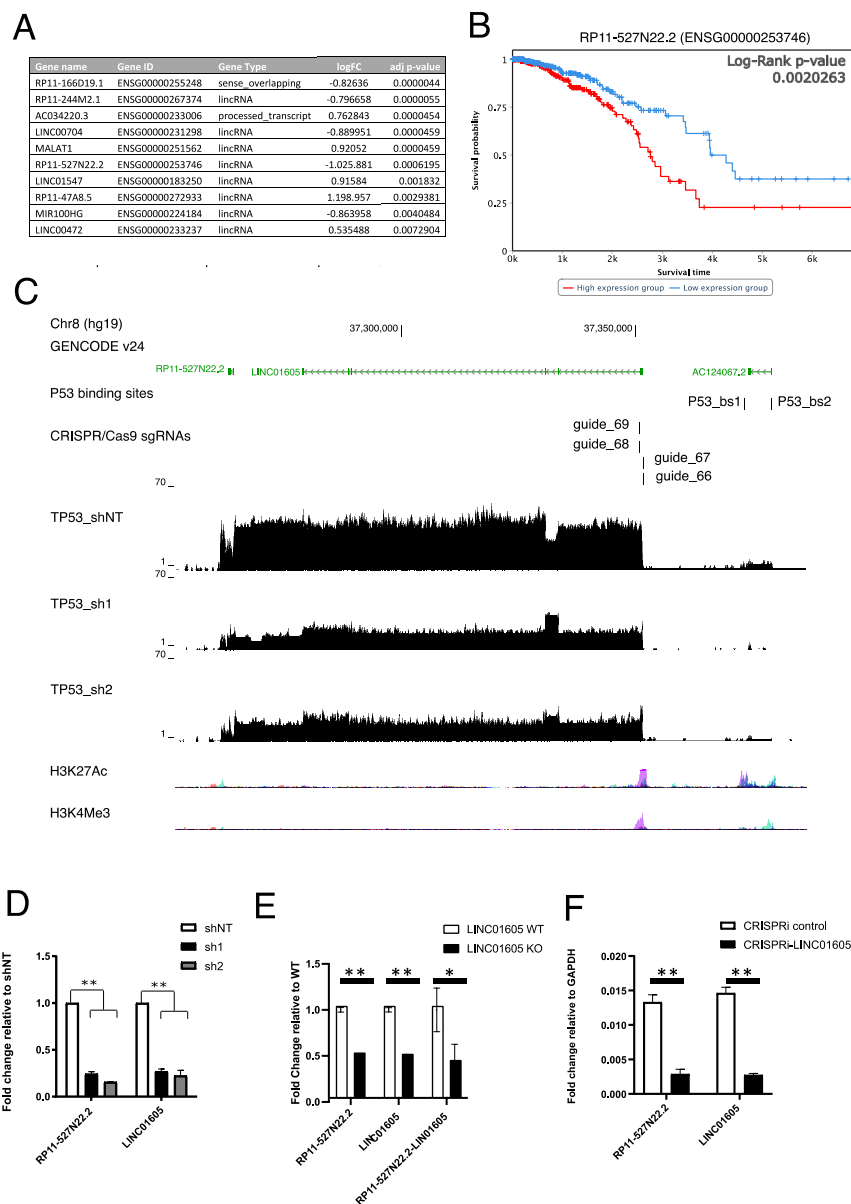 A
Gene name Gene ID Gene Type logFC adj p-value
RP11-166D19.1 ENSG00000255248 sense_overlapping -0.82636 0.0000044
RP11-244M2.1 ENSG00000267374 lincRNA -0.796658 0.0000055
AC034220.3 ENSG00000233006 processed_transcript 0.762843 0.0000454
LINC00704 ENSG00000231298 lincRNA -0.889951 0.0000459
MALAT1 ENSG00000251562 lincRNA 0.92052 0.0000459
RP11-527N22.2 ENSG00000253746 lincRNA -1.025.881 0.0006195
LINC01547 ENSG00000183250 lincRNA 0.91584 0.001832
RP11-47A8.5 ENSG00000272933 lincRNA 1.198.957 0.0029381
MIR100HG ENSG00000224184 lincRNA -0.863958 0.0040484
LINC00472 ENSG00000233237 lincRNA 0.535488 0.0072904
B
RP11-527N22.2 (ENSG00000253746)
Log-Rank p-value
0.0020263
Survival probability
1
0.75
0.5
0.25
0
0k 1k 2k 3k 4k 5k 6k
Survival time
High expression group Low expression group
C
Chr8 (hg19) 37,300,000 37,350,000
GENCODE v24
RP11-527N22.2 LINC01605 AC124067.2
P53 binding sites
P53_bs1 P53_bs2
CRISPR/Cas9 sgRNAs
guide_69
guide_68
guide_67
guide_66
70
TP53_shNT
1
70
TP53_sh1
1
70
TP53_sh2
1
H3K27Ac
H3K4Me3
D
shNT
sh1
sh2
Fold change relative to shNT
1.5
1.0
0.5
0.0
** **
RP11-527N22.2
LINC01605
E
LINC01605 WT
LINC01605 KO
Fold Change relative to WT
1.5
1.0
0.5
0.0
** ** *
RP11-527N22.2
LINC01605
RP11-527N22.2-LIN01605
F
CRISPRi control
CRISPRi-LINC01605
Fold change relative to GAPDH
0.020
0.015
0.010
0.005
0.000
** **
RP11-527N22.2
LINC01605